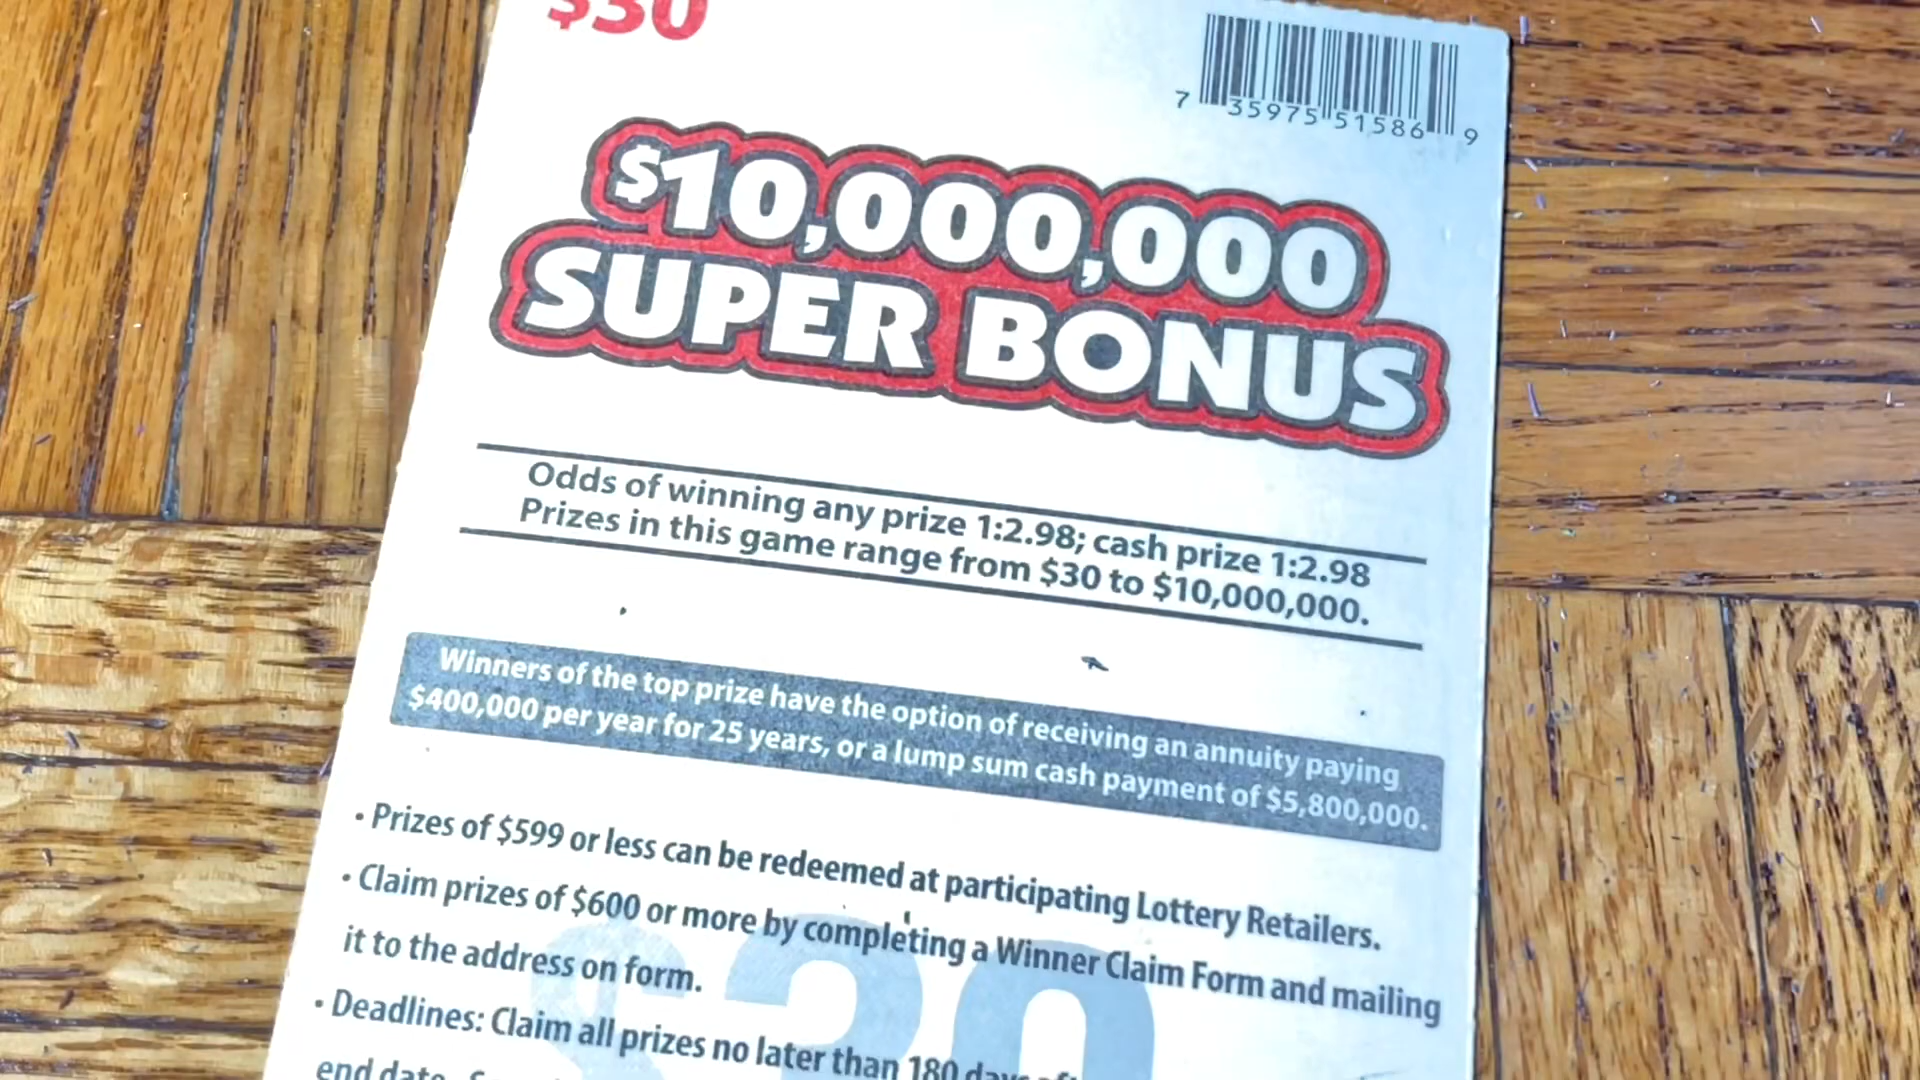 $30
7 35975 51586 9
$10,000,000
SUPER BONUS
Odds of winning any prize 1:2.98; cash prize 1:2.98
Prizes in this game range from $30 to $10,000,000.
Winners of the top prize have the option of receiving an annuity paying
$400,000 per year for 25 years, or a lump sum cash payment of $5,800,000.
• Prizes of $599 or less can be redeemed at participating Lottery Retailers.
• Claim prizes of $600 or more by completing a Winner Claim Form and mailing
it to the address on form.
• Deadlines: Claim all prizes no later than 180 days
end date.
$30